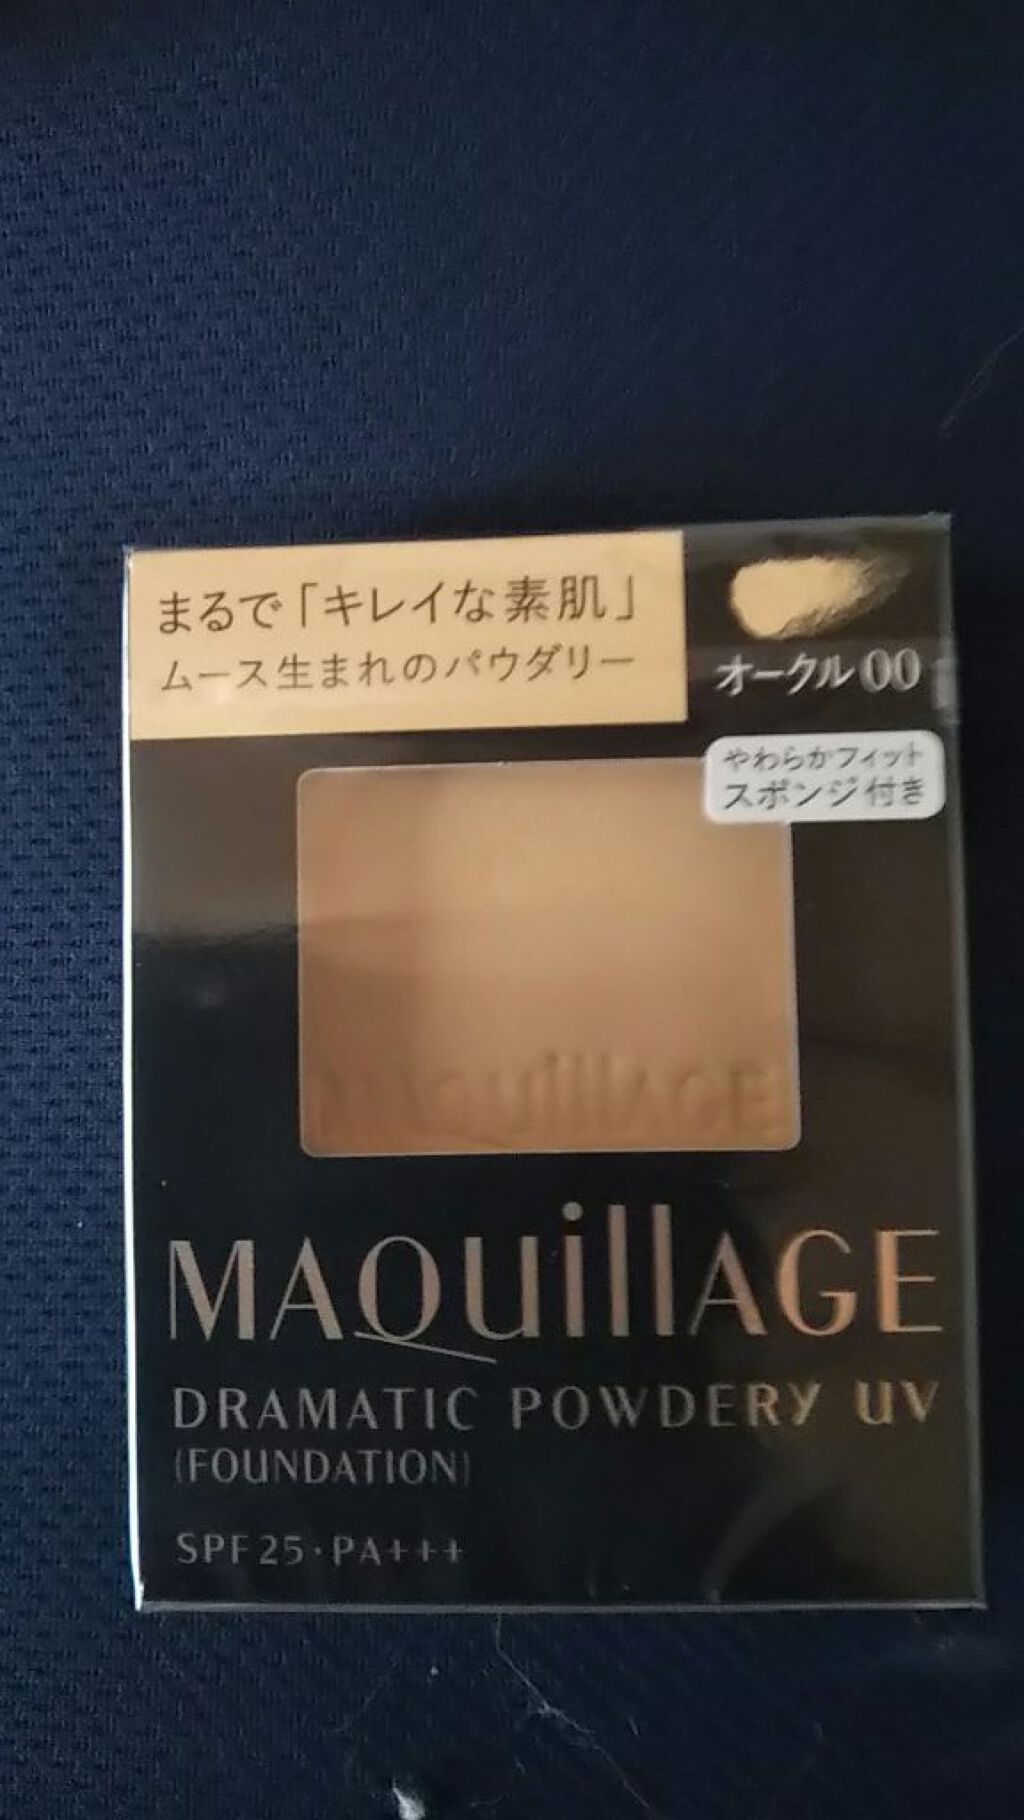 まるで「キレイな素肌」
ムース生まれのパウダリー
オークル00
やわらかフィット
スポンジ付き
MAQuillAGE
MAQuillAGE
DRAMATIC POWDERY UV
(FOUNDATION)
SPF25・PA+++